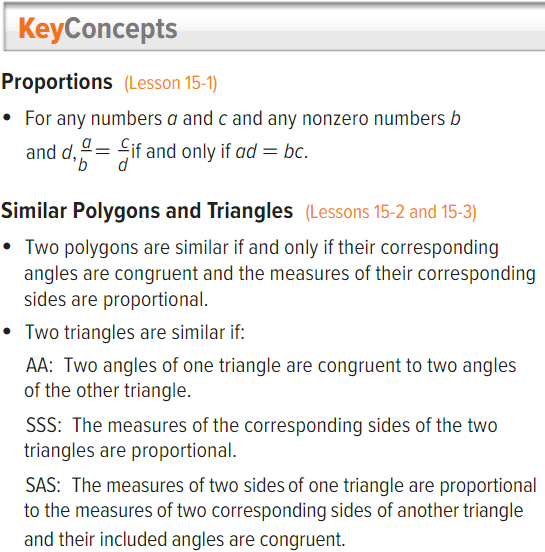 KeyConcepts
Proportions (Lesson 15-1)
• For any numbers a and c and any nonzero numbers b
and d, a/b = c/d if and only if ad = bc.
Similar Polygons and Triangles (Lessons 15-2 and 15-3)
• Two polygons are similar if and only if their corresponding
angles are congruent and the measures of their corresponding
sides are proportional.
• Two triangles are similar if:
AA: Two angles of one triangle are congruent to two angles
of the other triangle.
SSS: The measures of the corresponding sides of the two
triangles are proportional.
SAS: The measures of two sides of one triangle are proportional
to the measures of two corresponding sides of another triangle
and their included angles are congruent.